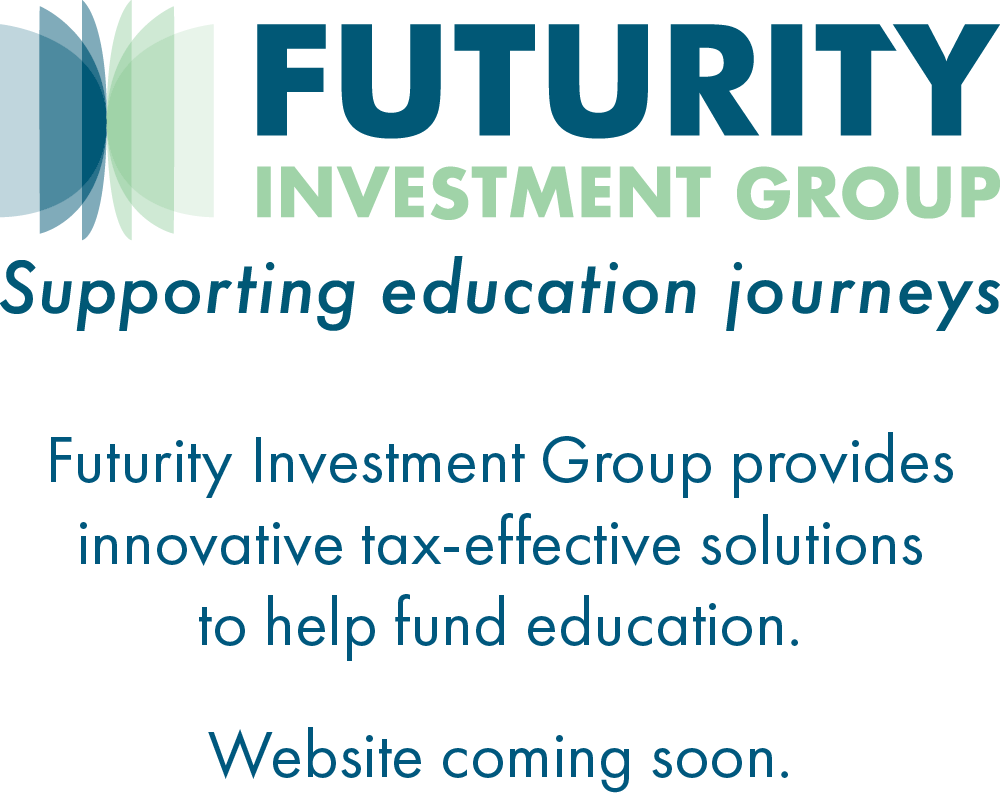 FUTURITY
INVESTMENT GROUP
Supporting education journeys
Futurity Investment Group provides
innovative tax-effective solutions
to help fund education.
Website coming soon.